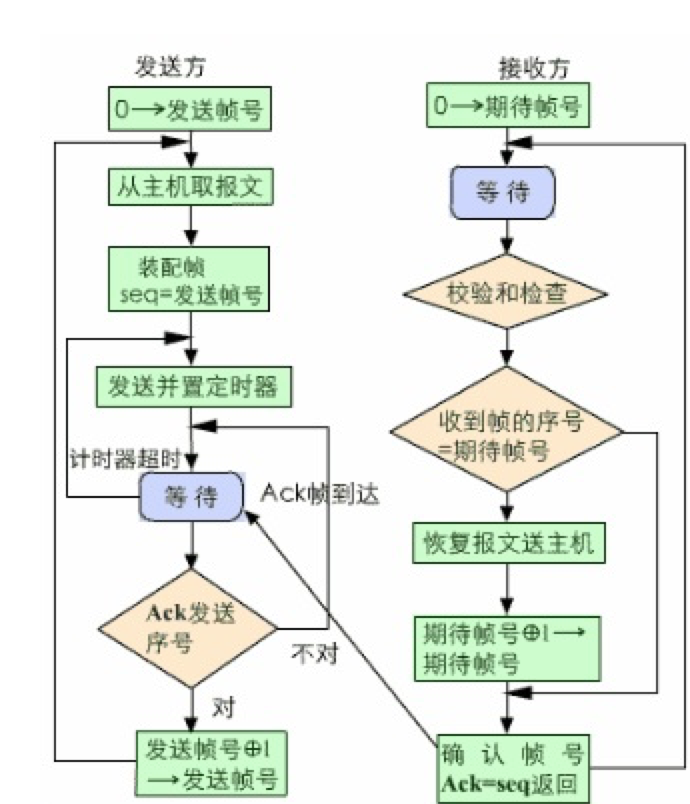 发送方
0→发送帧号
从主机取报文
装配帧
seq=发送帧号
发送并置定时器
计时器超时
等待
Ack帧到达
Ack发送
序号
不对
对
发送帧号⊕1
→发送帧号
接收方
0→期待帧号
等待
校验和检查
收到帧的序号
=期待帧号
恢复报文送主机
期待帧号⊕1→
期待帧号
确认帧号
Ack=seq返回